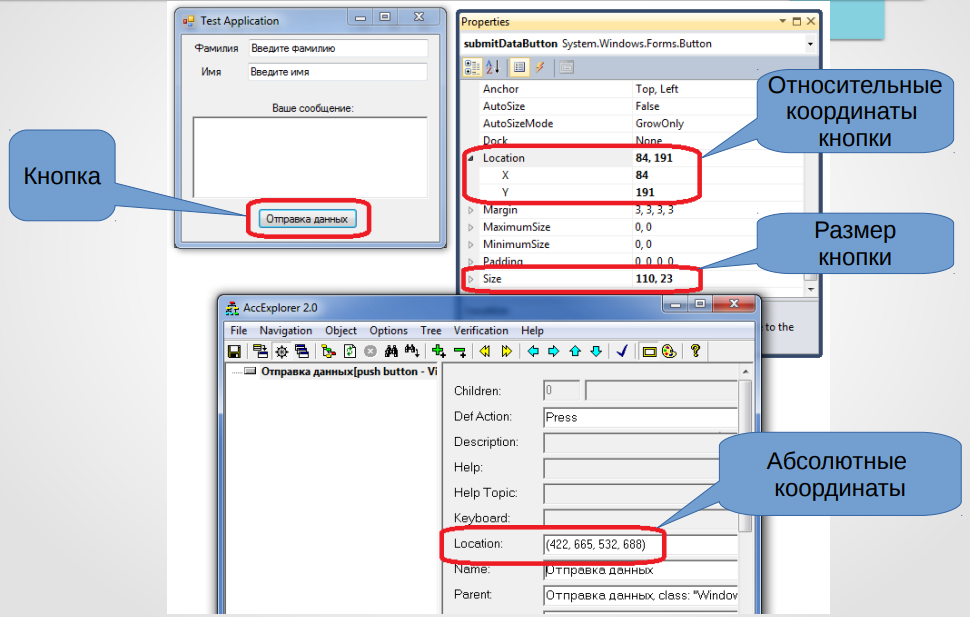 Test Application
Фамилия Введите фамилию
Имя Введите имя
Ваше сообщение:
Отправка данных
Кнопка
Properties
submitDataButton System.Windows.Forms.Button
Anchor Top, Left
AutoSize False
AutoSizeMode GrowOnly
Dock None
Location 84, 191
X 84
Y 191
Margin 3, 3, 3, 3
MaximumSize 0, 0
MinimumSize 0, 0
Padding 0, 0, 0, 0
Size 110, 23
to the
Относительные
координаты
кнопки
Размер
кнопки
AccExplorer 2.0
File Navigation Object Options Tree Verification Help
Отправка данных[push button - Vi
Children: 0
Def Action: Press
Description:
Help:
Help Topic:
Keyboard:
Location: (422, 665, 532, 688)
Name: Отправка данных
Parent: Отправка данных, class: "Window
Абсолютные
координаты